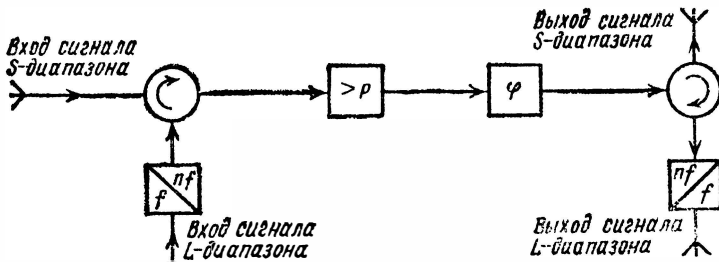 Вход сигнала
S-диапазона
Выход сигнала
S-диапазона
>P
φ
nf
f
nf
f
Вход сигнала
L-диапазона
Выход сигнала
L-диапазона